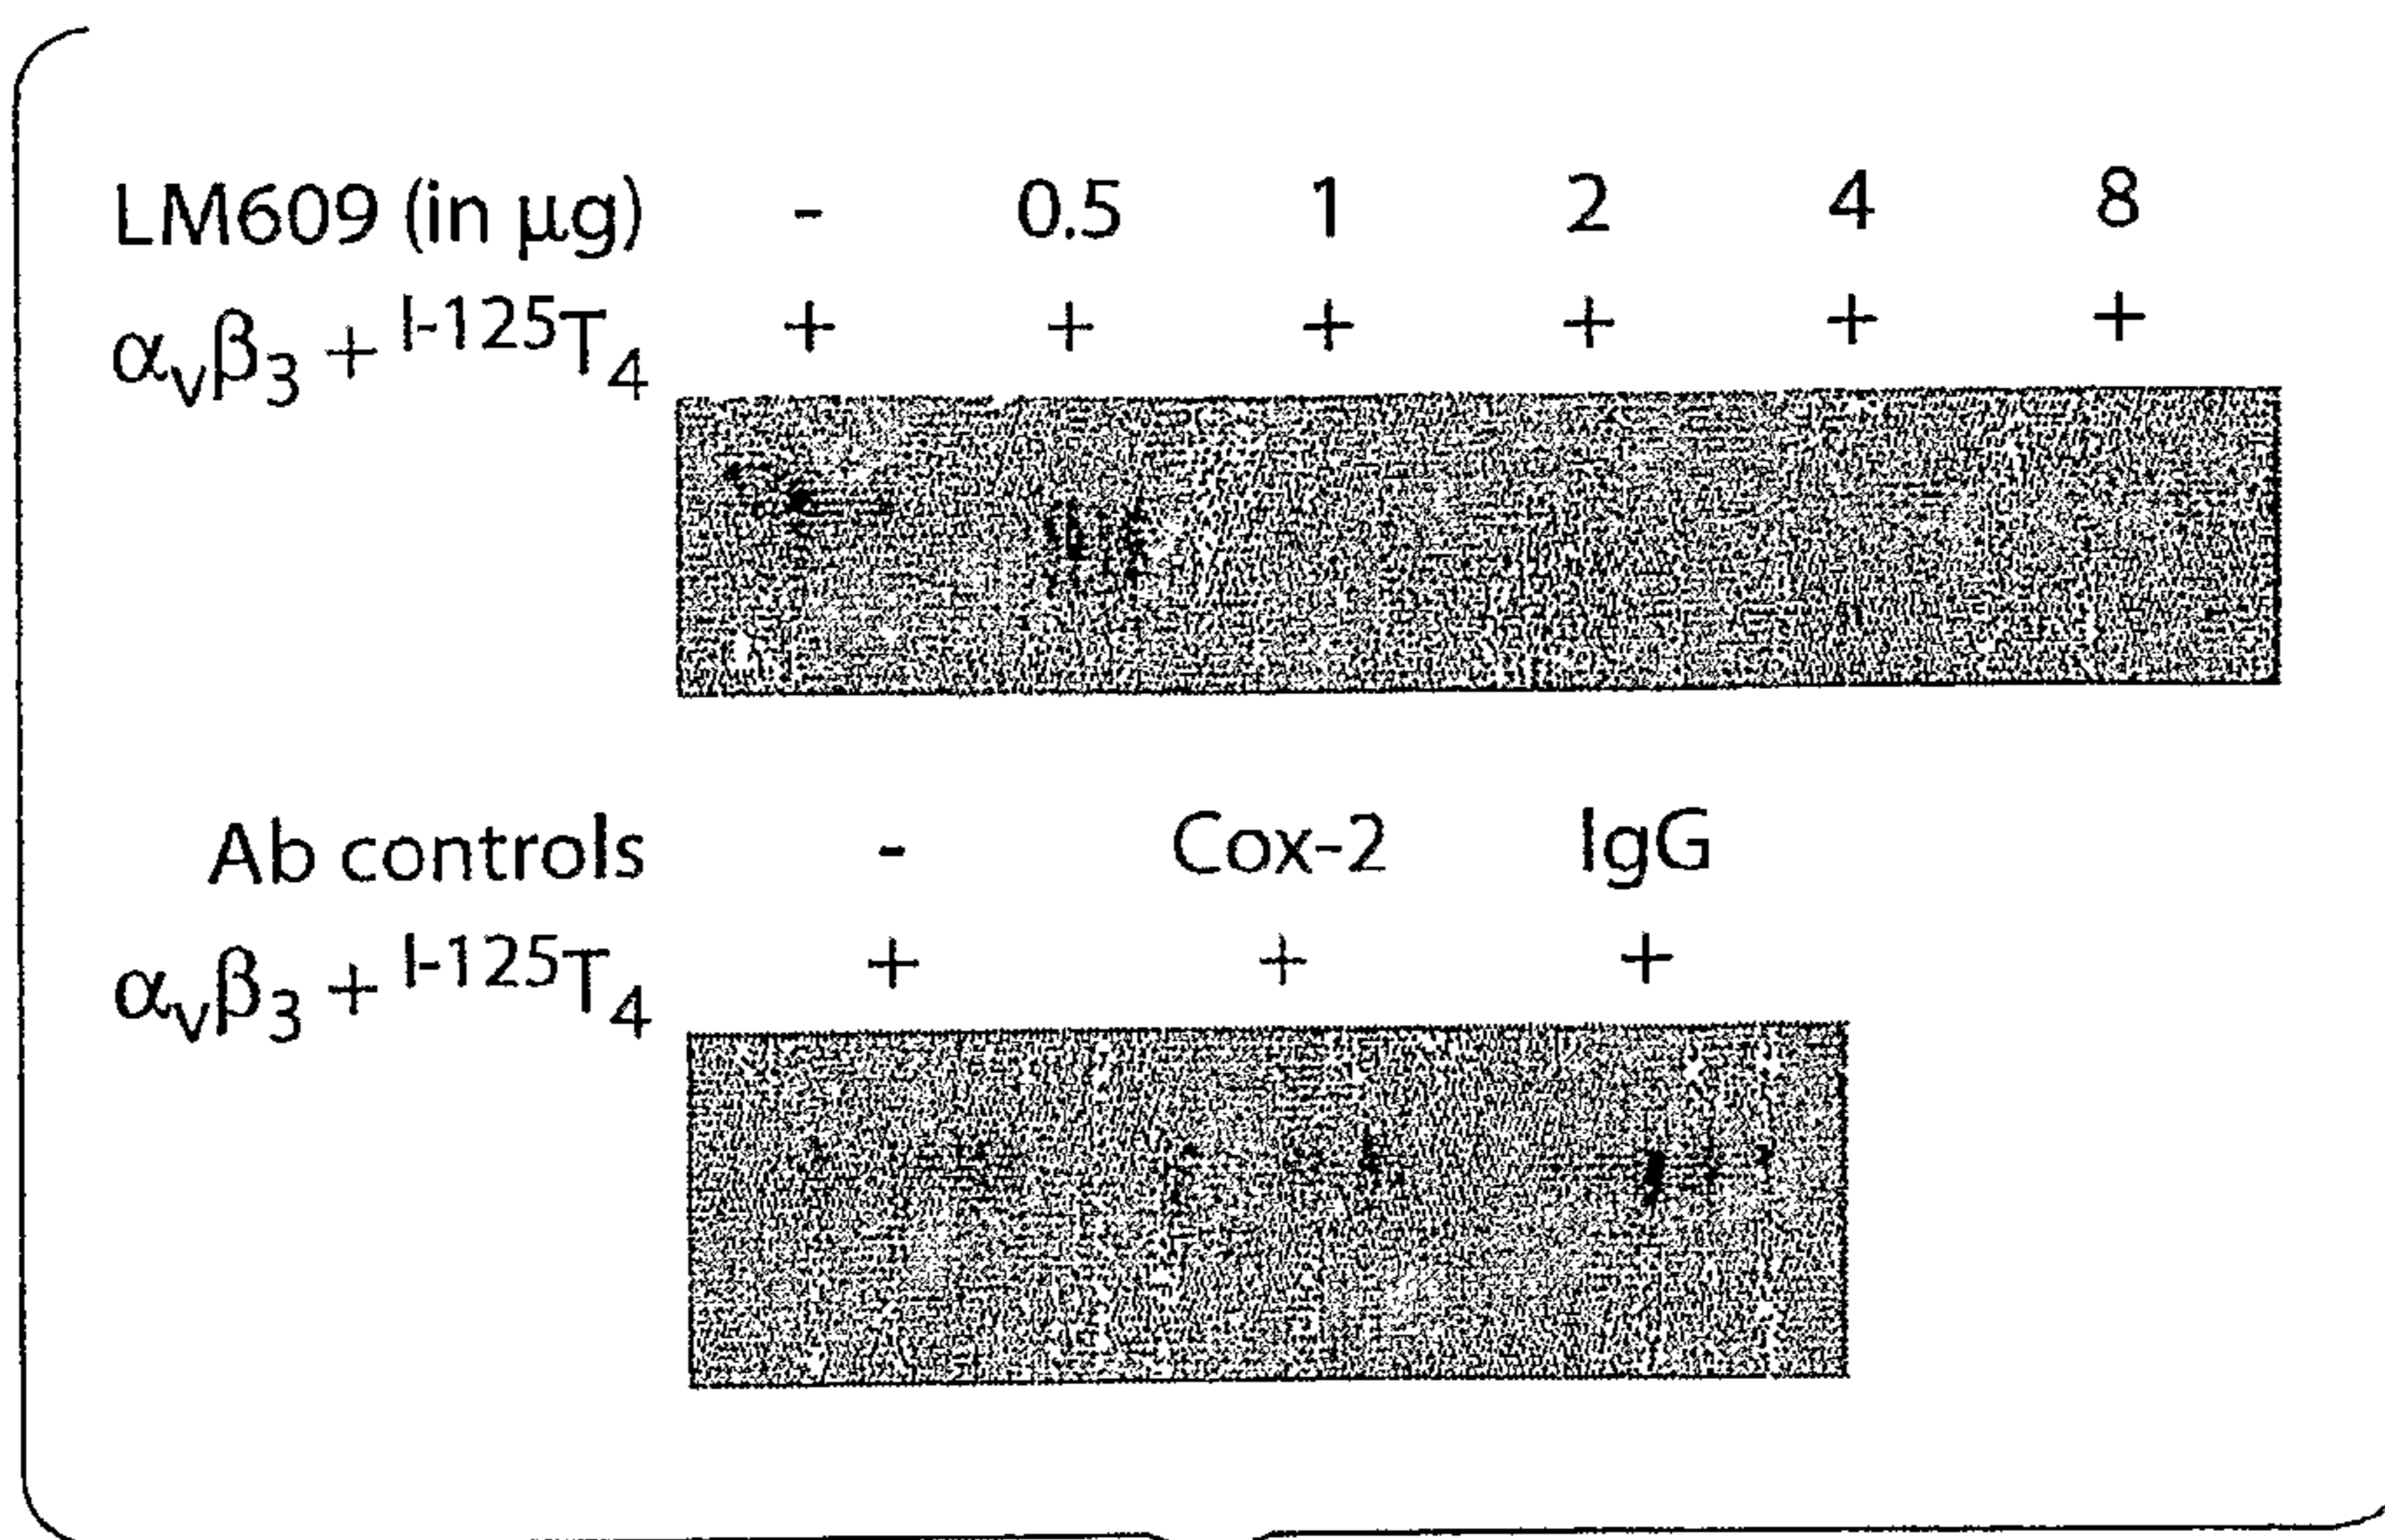 LM609 (in μg) - 0.5 1 2 4 8
αvβ3 + I-125T4 + + + + + +
Ab controls - Cox-2 IgG
αvβ3 + I-125T4 + + +